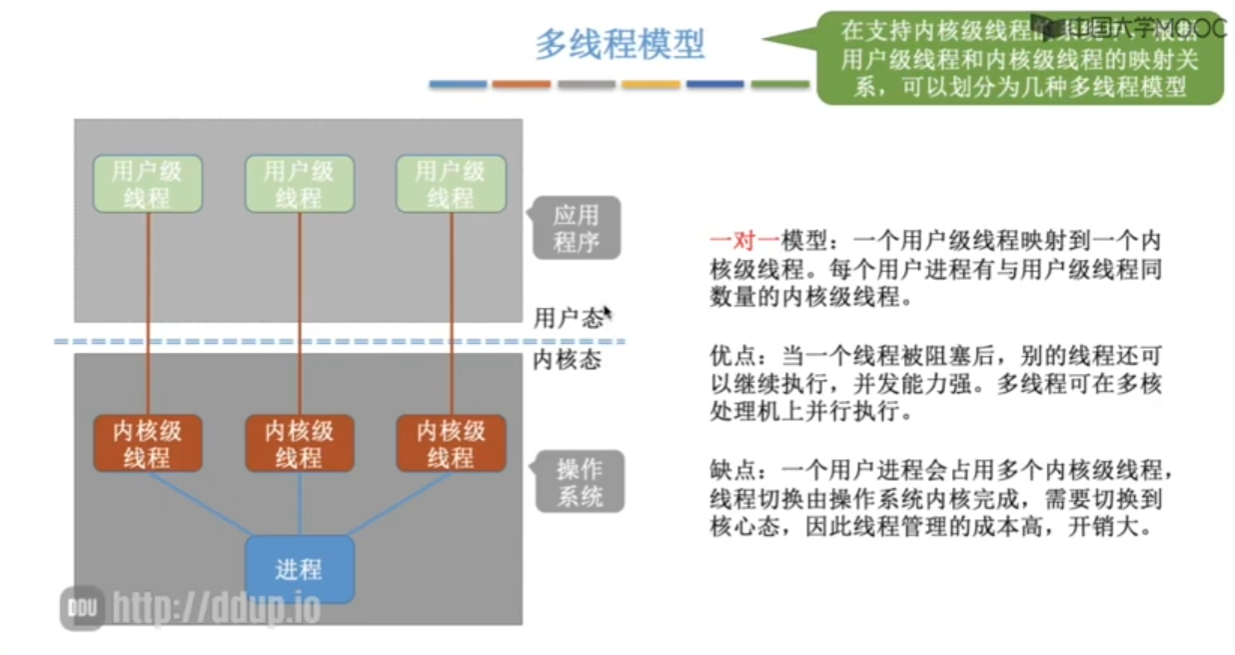 多线程模型
在支持内核级线程的系统中，根据
用户级线程和内核级线程的映射关
系，可以划分为几种多线程模型
中国大学MOOC
用户级
线程
用户级
线程
用户级
线程
应用
程序
用户态
内核态
内核级
线程
内核级
线程
内核级
线程
操作
系统
进程
DDU http://ddup.io
一对一模型：一个用户级线程映射到一个内
核级线程。每个用户进程有与用户级线程同
数量的内核级线程。
优点：当一个线程被阻塞后，别的线程还可
以继续执行，并发能力强。多线程可在多核
处理机上并行执行。
缺点：一个用户进程会占用多个内核级线程，
线程切换由操作系统内核完成，需要切换到
核心态，因此线程管理的成本高，开销大。